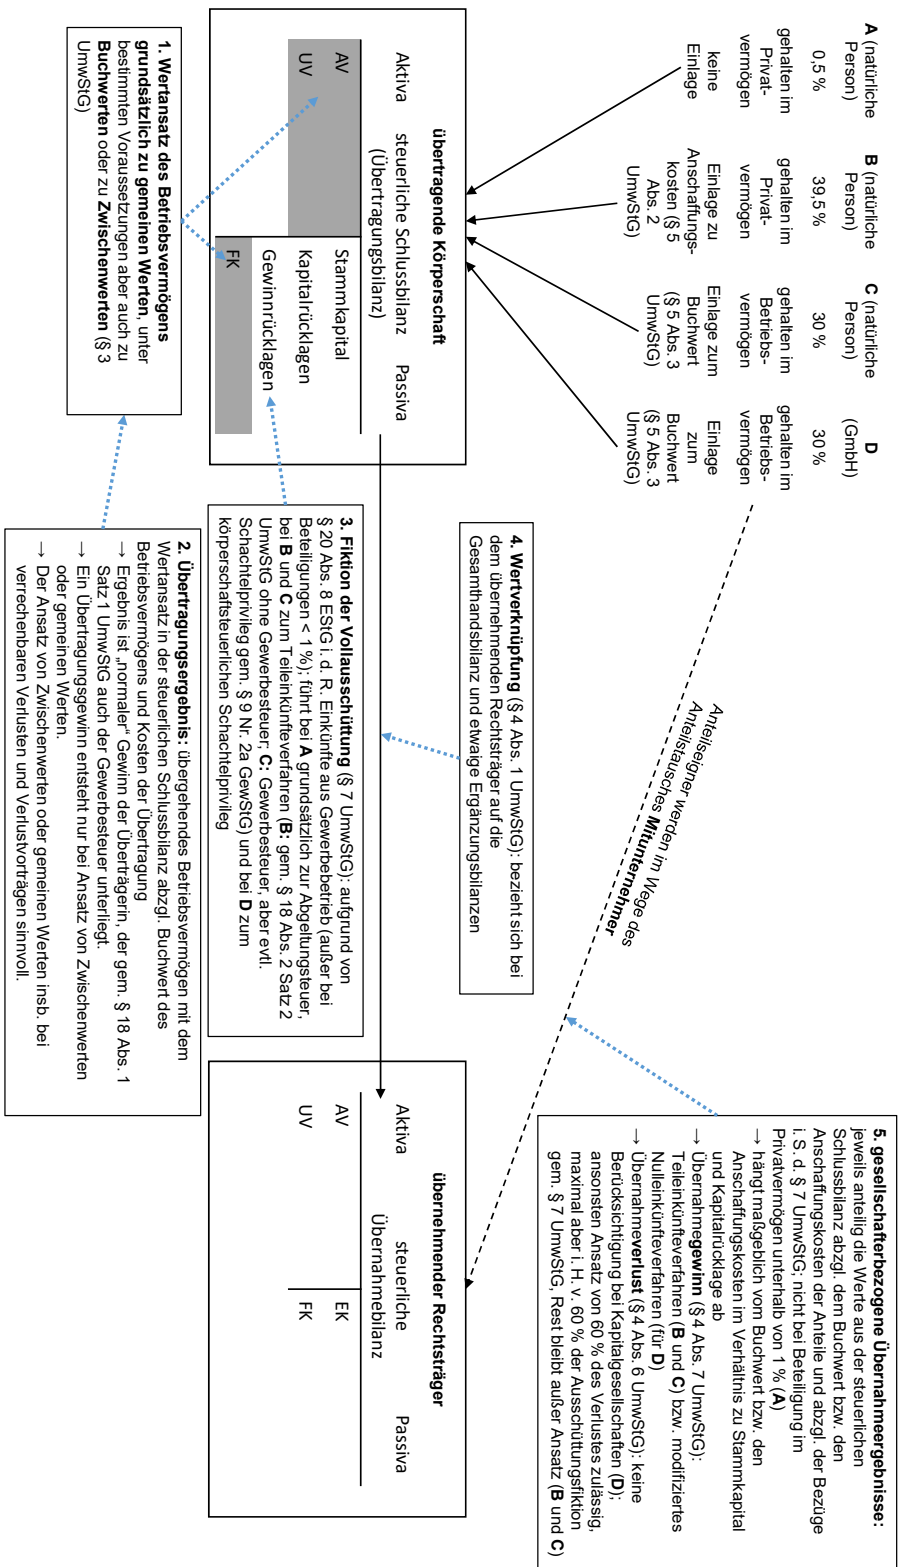 A (natürliche
Person)
0,5 %
gehalten im
Privat-
vermögen
keine
Einlage
B (natürliche
Person)
39,5 %
gehalten im
Privat-
vermögen
Einlage zu
Anschaffungs-
kosten (§ 5
Abs. 2
UmwStG)
C (natürliche
Person)
30 %
gehalten im
Betriebs-
vermögen
Einlage zum
Buchwert
(§ 5 Abs. 3
UmwStG)
D
(GmbH)
30 %
gehalten im
Betriebs-
vermögen
Einlage
zum
Buchwert
(§ 5 Abs. 3
UmwStG)
Anteilseigner werden im Wege des
Anteilstausches Mitunternehmer
5. gesellschafterbezogene Übernahmeergebnisse:
jeweils anteilig die Werte aus der steuerlichen
Schlussbilanz abzgl. dem Buchwert bzw. den
Anschaffungskosten der Anteile und abzgl. der Bezüge
i. S. d. § 7 UmwStG; nicht bei Beteiligung im
Privatvermögen unterhalb von 1 % (A)
→ hängt maßgeblich vom Buchwert bzw. den
Anschaffungskosten im Verhältnis zu Stammkapital
und Kapitalrücklage ab
→ Übernahmegewinn (§ 4 Abs. 7 UmwStG):
Teileinkünfteverfahren (B und C) bzw. modifiziertes
Nulleinkünfteverfahren (für D)
→ Übernahmeverlust (§ 4 Abs. 6 UmwStG): keine
Berücksichtigung bei Kapitalgesellschaften (D);
ansonsten Ansatz von 60 % des Verlustes zulässig,
maximal aber i. H. v. 60 % der Ausschüttungsfiktion
gem. § 7 UmwStG, Rest bleibt außer Ansatz (B und C)
4. Wertverknüpfung (§ 4 Abs. 1 UmwStG): bezieht sich bei
dem übernehmenden Rechtsträger auf die
Gesamthandsbilanz und etwaige Ergänzungsbilanzen
übertragende Körperschaft
Aktiva steuerliche Schlussbilanz Passiva
(Übertragungsbilanz)
AV Stammkapital
UV Kapitalrücklagen
Gewinnrücklagen
FK
3. Fiktion der Vollausschüttung (§ 7 UmwStG): aufgrund von
§ 20 Abs. 8 EStG i. d. R. Einkünfte aus Gewerbebetrieb (außer bei
Beteiligungen < 1 %); führt bei A grundsätzlich zur Abgeltungsteuer,
bei B und C zum Teileinkünfteverfahren (B: gem. § 18 Abs. 2 Satz 2
UmwStG ohne Gewerbesteuer; C: Gewerbesteuer, aber evtl.
Schachtelprivileg gem. § 9 Nr. 2a GewStG) und bei D zum
körperschaftsteuerlichen Schachtelprivileg
übernehmender Rechtsträger
Aktiva steuerliche Passiva
Übernahmebilanz
AV EK
UV FK
1. Wertansatz des Betriebsvermögens
grundsätzlich zu gemeinen Werten, unter
bestimmten Voraussetzungen aber auch zu
Buchwerten oder zu Zwischenwerten (§ 3
UmwStG)
2. Übertragungsergebnis: übergehendes Betriebsvermögen mit dem
Wertansatz in der steuerlichen Schlussbilanz abzgl. Buchwert des
Betriebsvermögens und Kosten der Übertragung
→ Ergebnis ist „normaler“ Gewinn der Überträgerin, der gem. § 18 Abs. 1
Satz 1 UmwStG auch der Gewerbesteuer unterliegt.
→ Ein Übertragungsgewinn entsteht nur bei Ansatz von Zwischenwerten
oder gemeinen Werten.
→ Der Ansatz von Zwischenwerten oder gemeinen Werten insb. bei
verrechenbaren Verlusten und Verlustvorträgen sinnvoll.